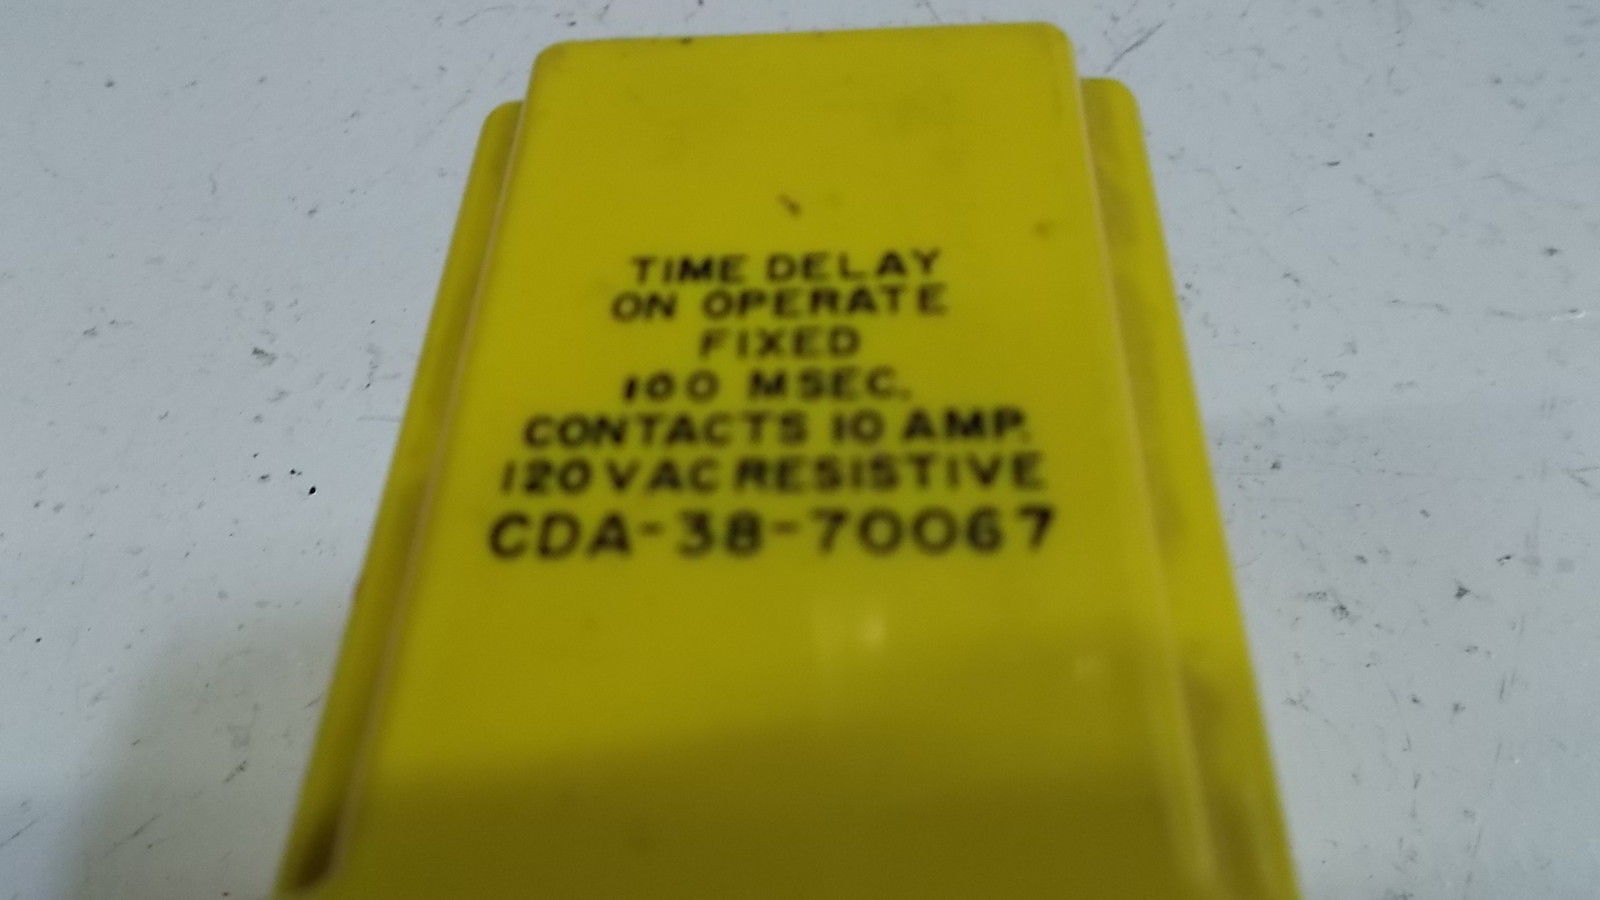 TIME DELAY
ON OPERATE
FIXED
100 MSEC.
CONTACTS 10 AMP.
120 VAC RESISTIVE
CDA-38-70067